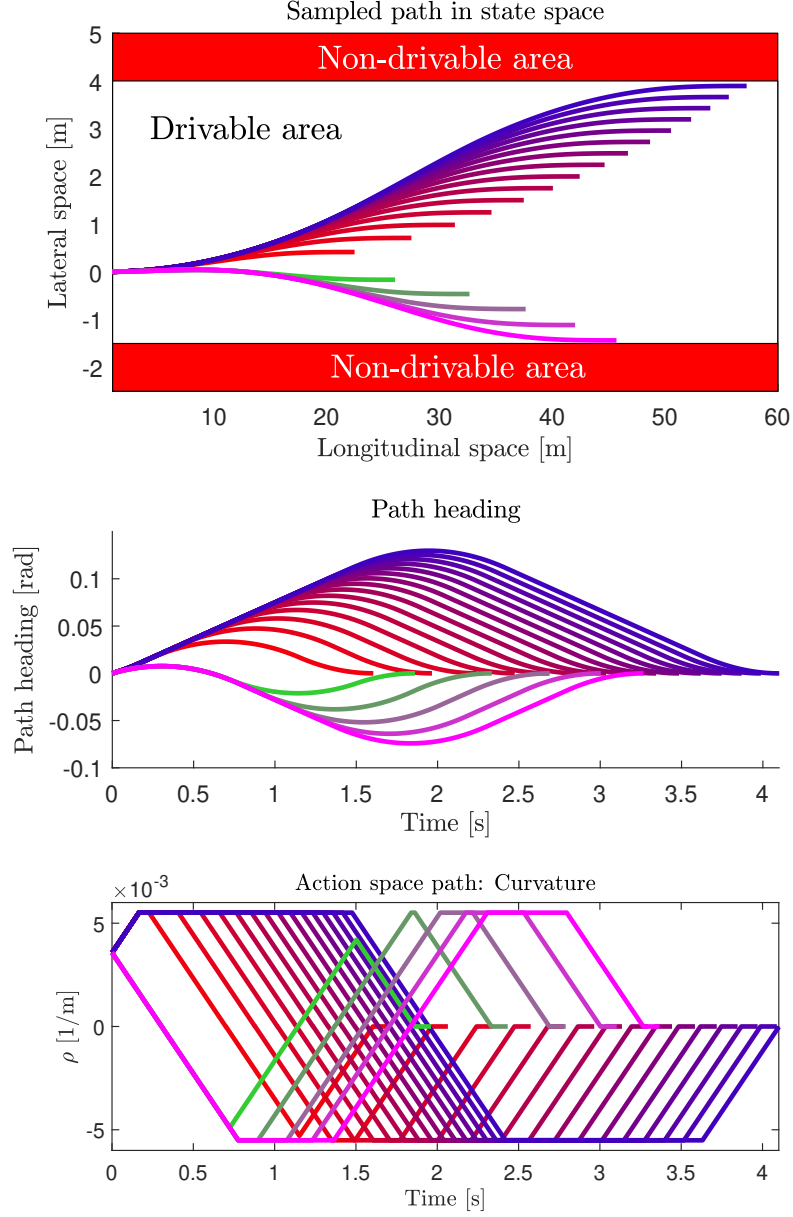 Sampled path in state space
5
Non-drivable area
4
Drivable area
3
2
1
0
-1
-2
Non-drivable area
Lateral space [m]
10 20 30 40 50 60
Longitudinal space [m]
Path heading
0.1
0.05
0
-0.05
-0.1
Path heading [rad]
0 0.5 1 1.5 2 2.5 3 3.5 4
Time [s]
×10-3
Action space path: Curvature
5
0
-5
ρ [1/m]
0 0.5 1 1.5 2 2.5 3 3.5 4
Time [s]